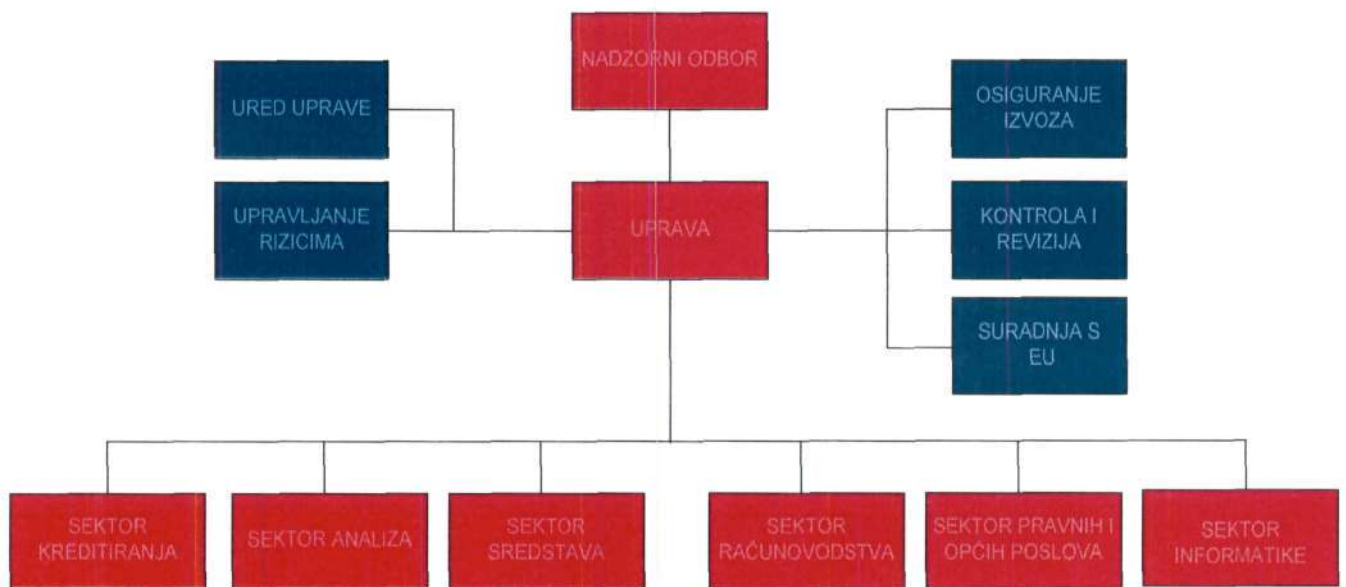 NADZORNI ODBOR
URED UPRAVE
OSIGURANJE
IZVOZA
UPRAVLJANJE
RIZICIMA
UPRAVA
KONTROLA I
REVIZIJA
SURADNJA S
EU
SEKTOR
KREDITIRANJA
SEKTOR ANALIZA
SEKTOR
SREDSTAVA
SEKTOR
RAČUNOVODSTVA
SEKTOR PRAVNIH I
OPĆIH POSLOVA
SEKTOR
INFORMATIKE